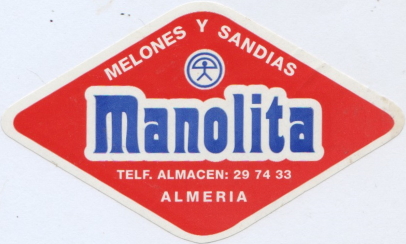 MELONES Y SANDIAS
Manolita
TELF. ALMACEN: 29 74 33
ALMERIA